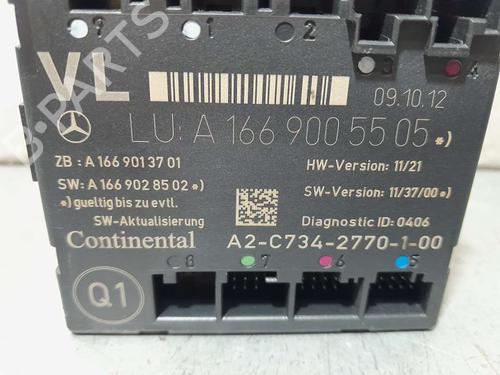 1
2
3
4
VL
09.10.12
LU: A 166 900 55 05 *)
ZB : A 166 901 37 01
HW-Version: 11/21
SW: A 166 902 85 02 *)
SW-Version: 11/37/00 *)
*) gueltig bis zu evtl.
SW-Aktualisierung
Diagnostic ID: 0406
Continental
A2-C734-2770-1-00
8
7
6
5
Q1
B-PARTS